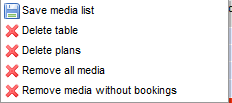 Save media list
Delete table
Delete plans
Remove all media
Remove media without bookings